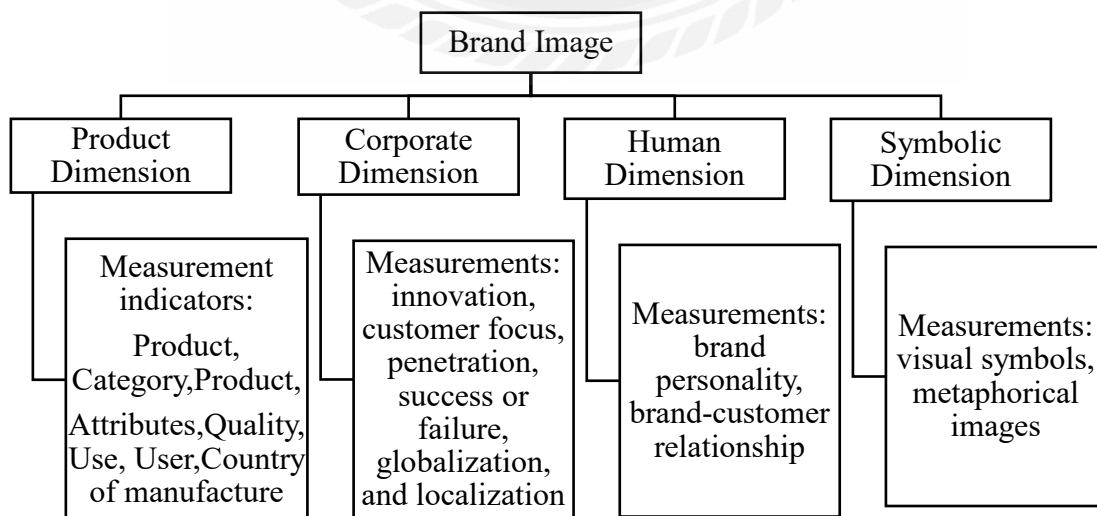 Brand Image
Product
Dimension
Corporate
Dimension
Human
Dimension
Symbolic
Dimension
Measurement
indicators:
Product,
Category,Product,
Attributes,Quality,
Use, User,Country
of manufacture
Measurements:
innovation,
customer focus,
penetration,
success or
failure,
globalization,
and localization
Measurements:
brand
personality,
brand-customer
relationship
Measurements:
visual symbols,
metaphorical
images